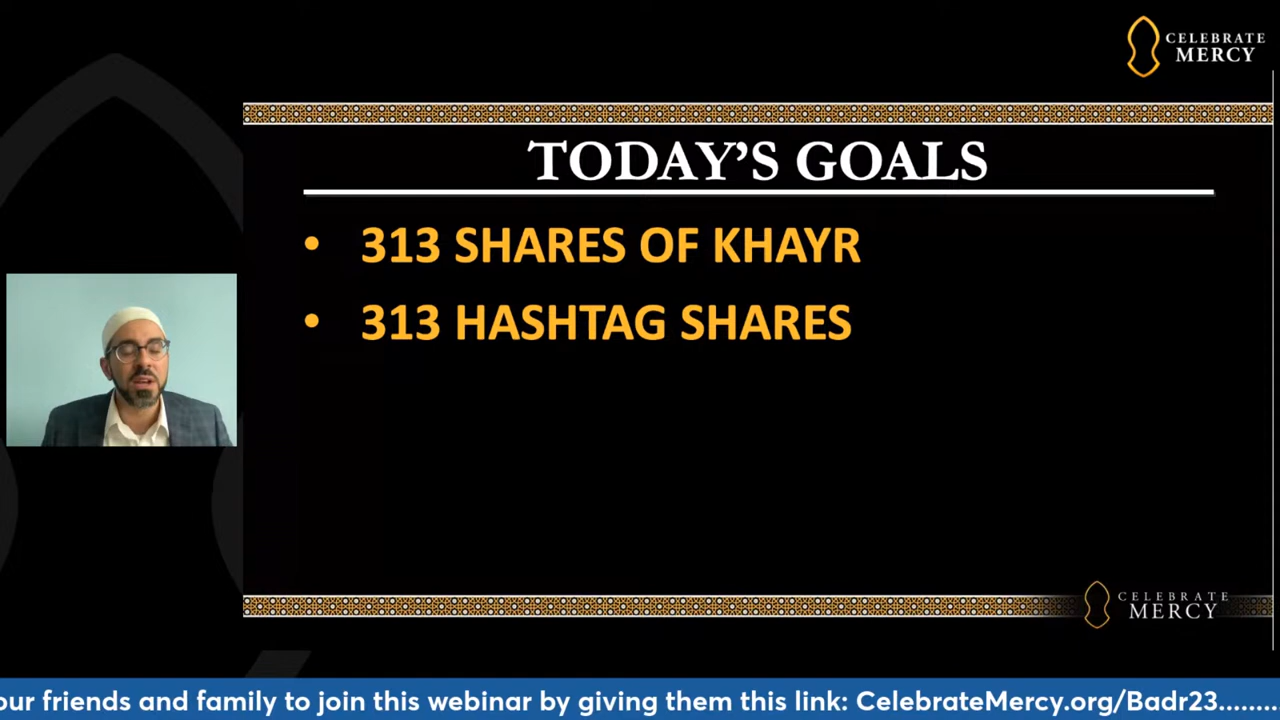 CELEBRATE
MERCY
TODAY'S GOALS
• 313 SHARES OF KHAYR
• 313 HASHTAG SHARES
CELEBRATE
MERCY
our friends and family to join this webinar by giving them this link: CelebrateMercy.org/Badr23........